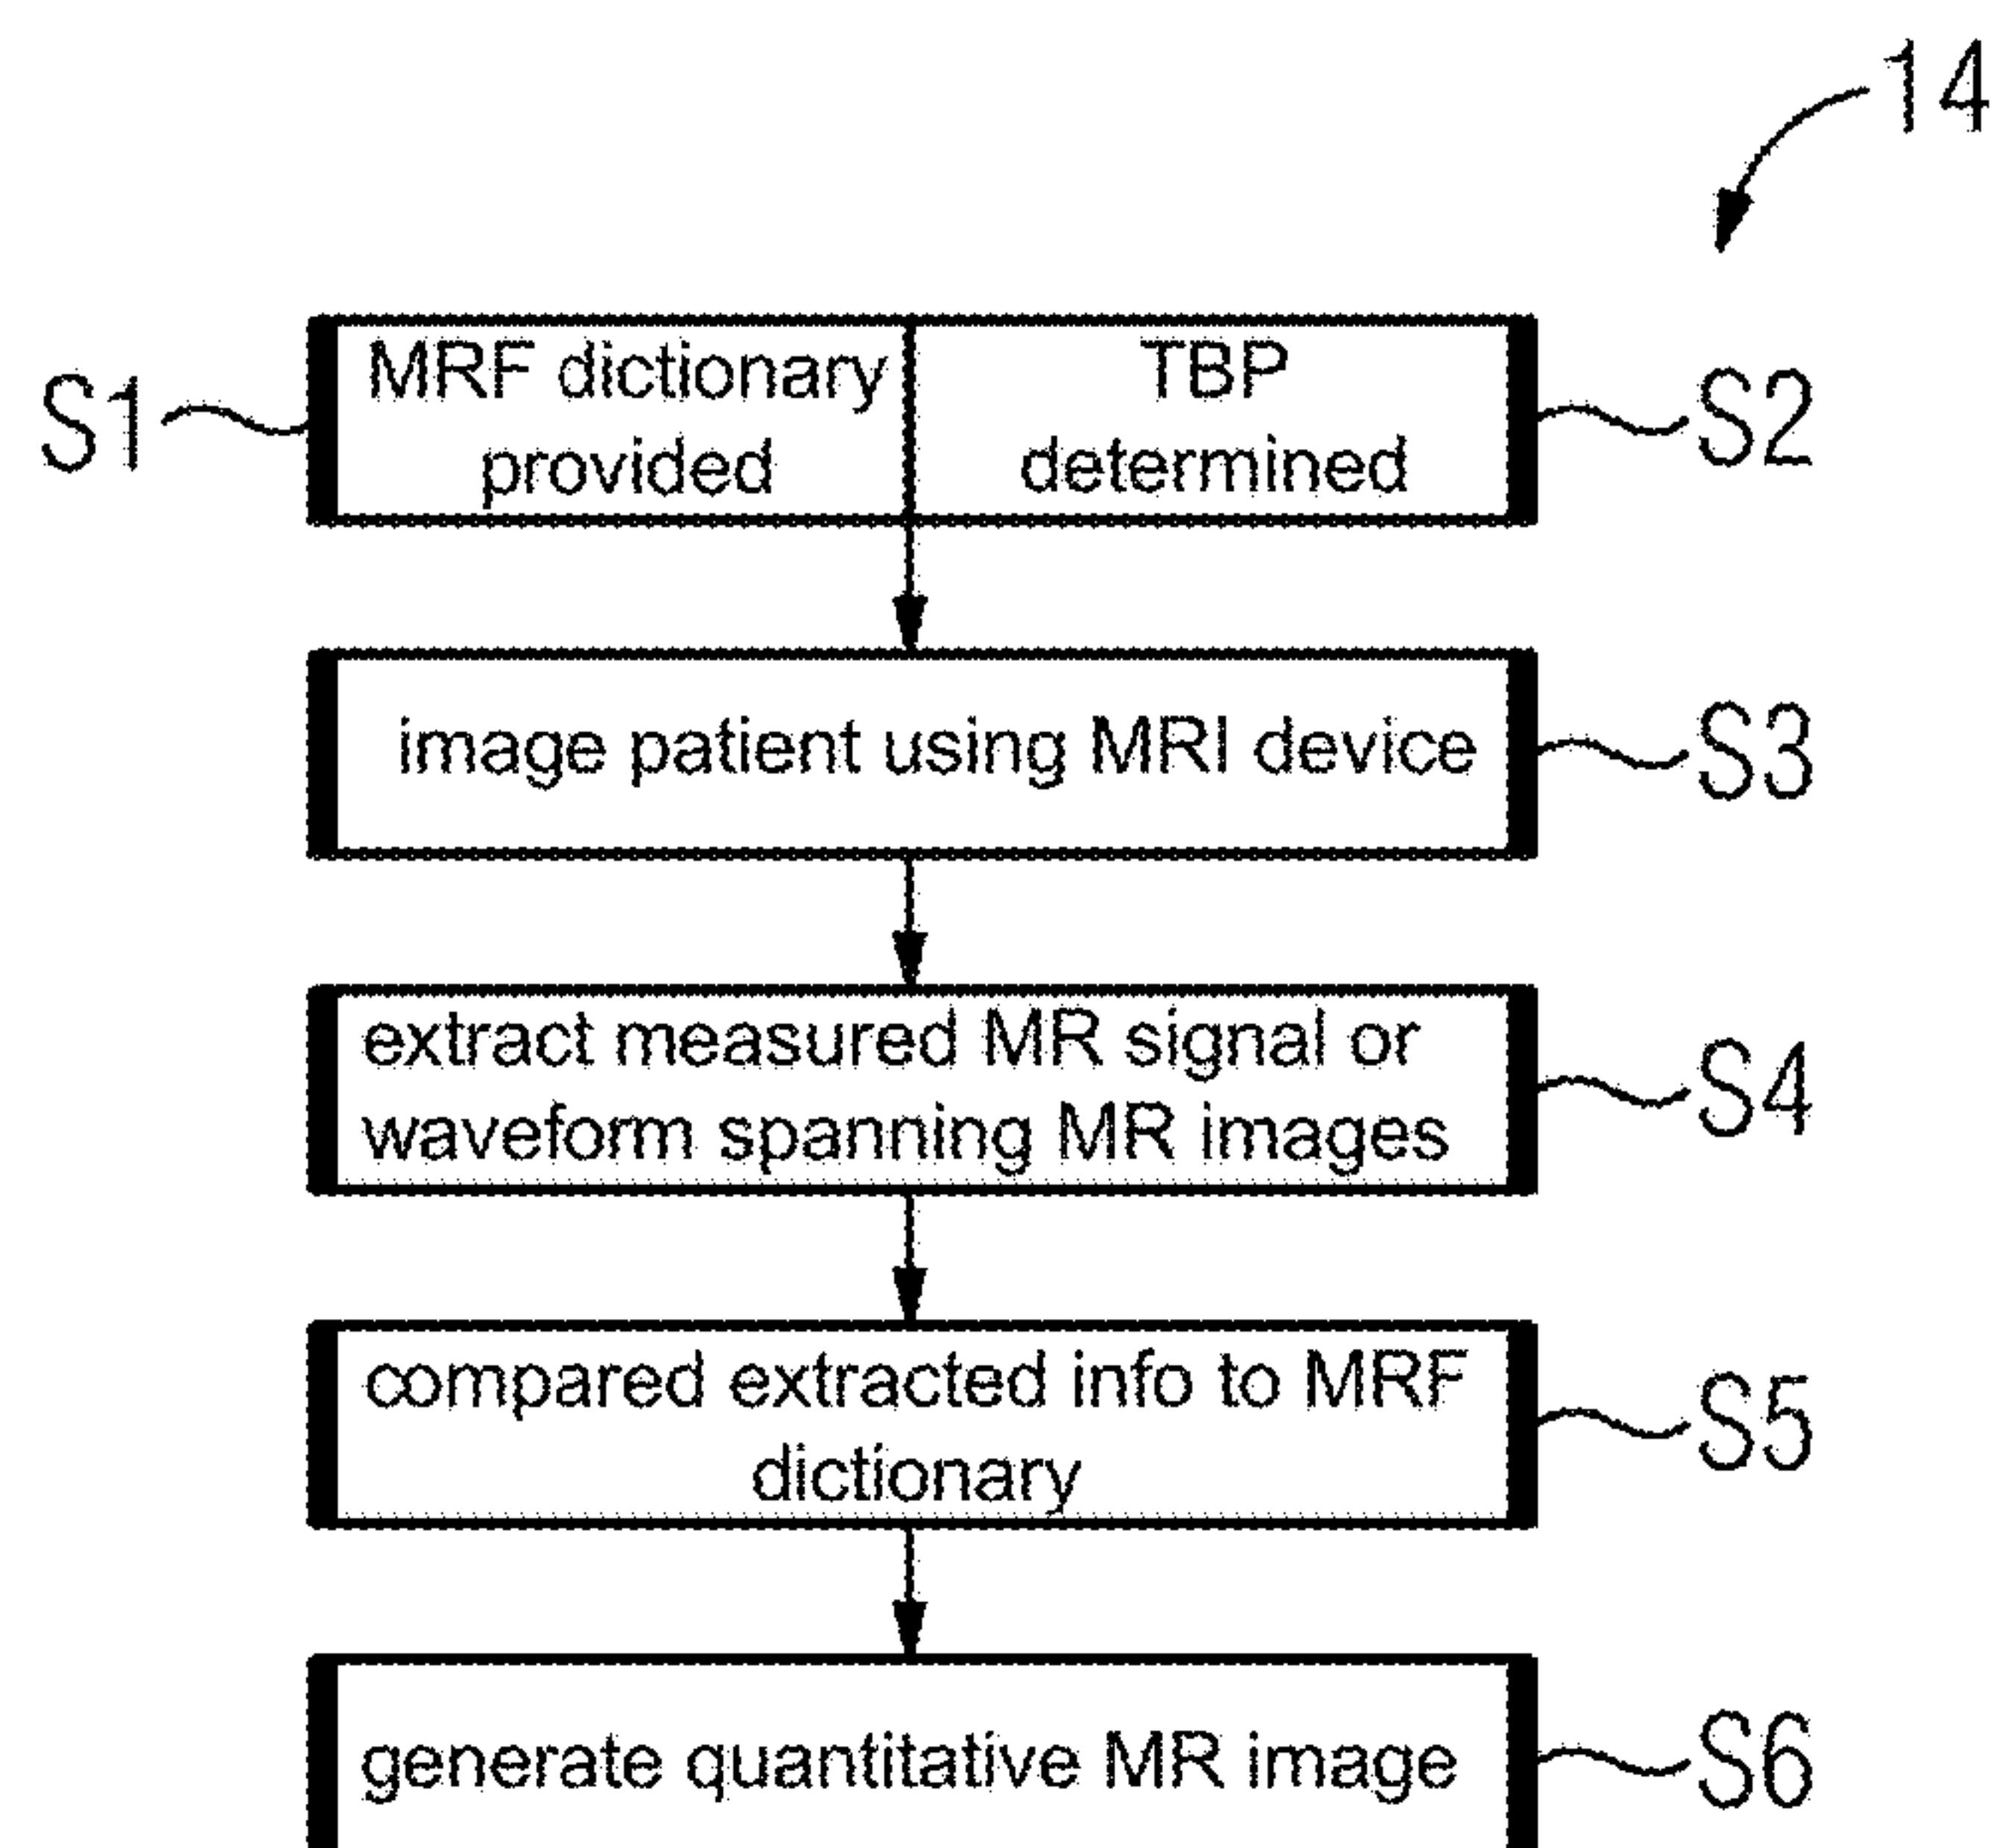 14
S1
MRF dictionary
provided
TBP
determined
S2
image patient using MRI device
S3
extract measured MR signal or
waveform spanning MR images
S4
compared extracted info to MRF
dictionary
S5
generate quantitative MR image
S6